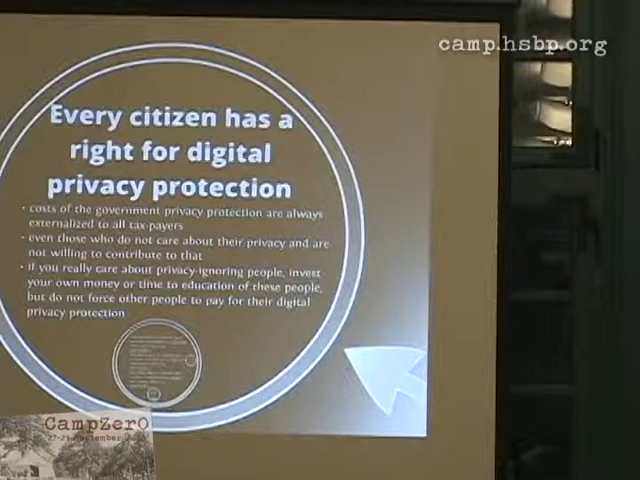 camp.hsbp.org
Every citizen has a
right for digital
privacy protection
• costs of the government privacy protection are always
externalized to all tax-payers
• even those who do not care about their privacy and are
not willing to contribute to that
• if you really care about privacy-ignoring people, invest
your own money or time to education of these people,
but do not force other people to pay for their digital
privacy protection
CampZer0
27-29 September